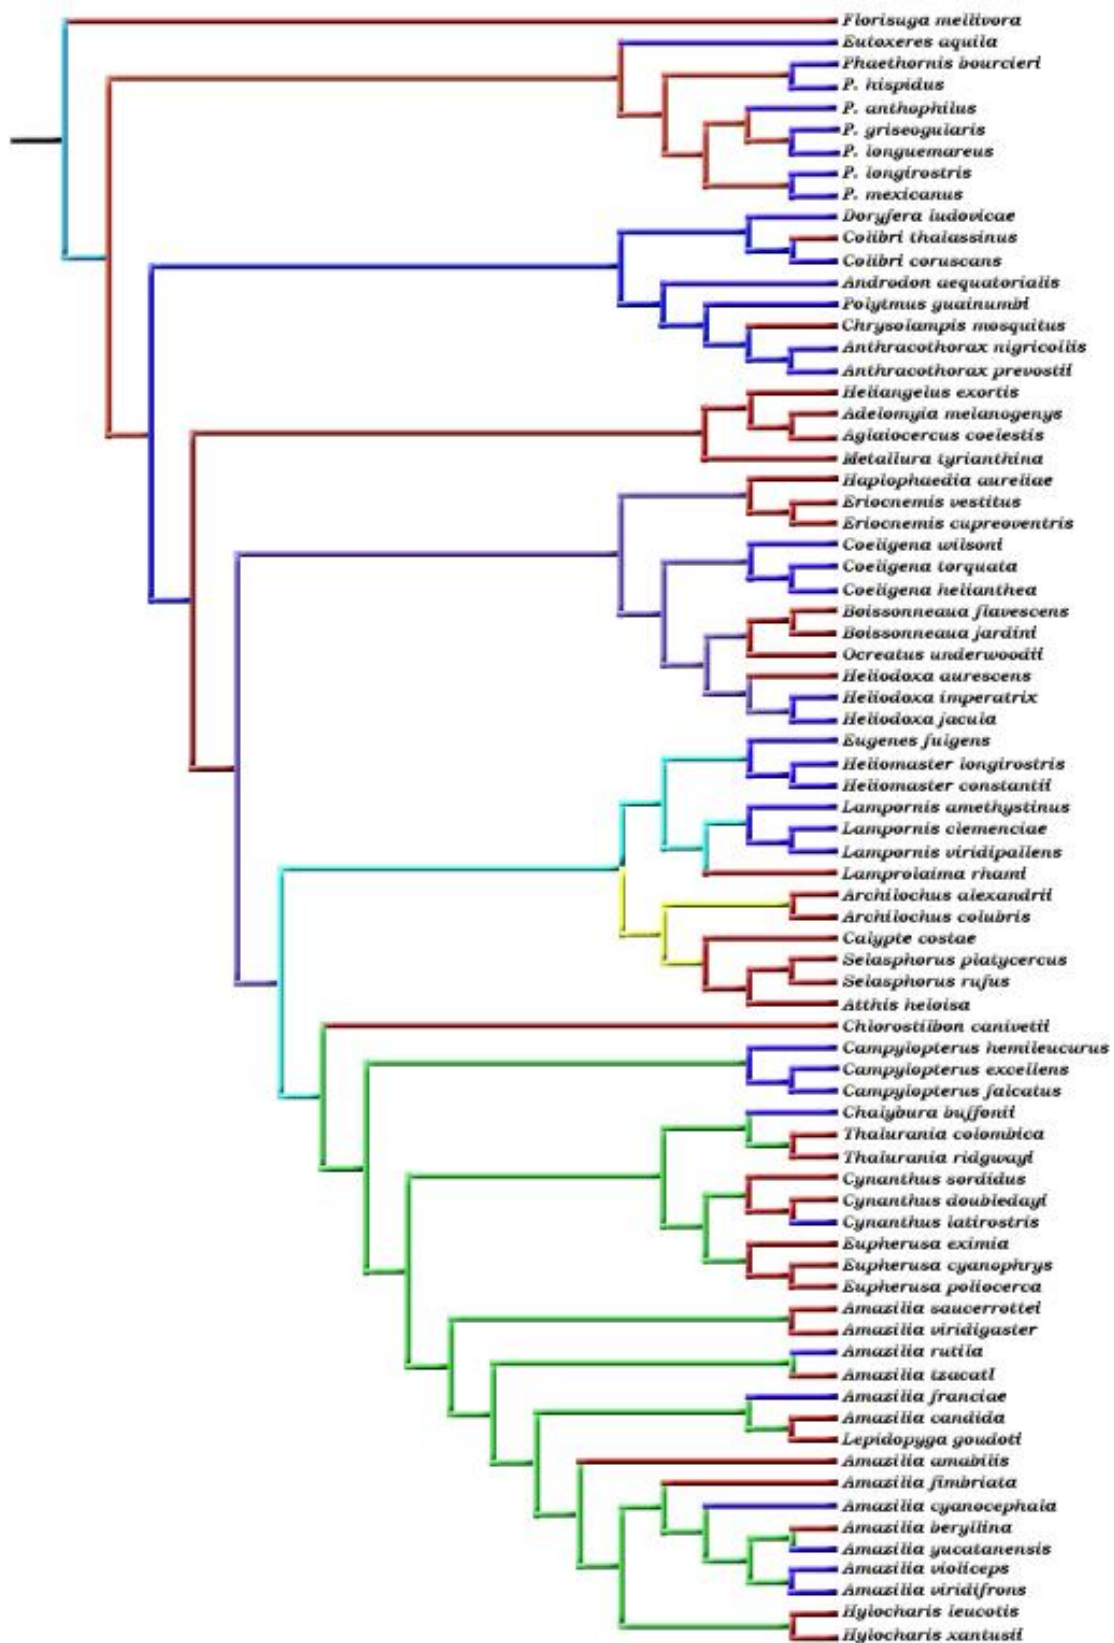 Florisuga mellivora
Eutoxeres aquila
Phaethornis bourcieri
P. hispidus
P. anthophilus
P. griseogularis
P. longuemareus
P. longirostris
P. mexicanus
Doryfera ludovicae
Colibri thalassinus
Colibri coruscans
Androdon aequatorialis
Polytmus guainumbi
Chrysolampis mosquitus
Anthracothorax nigricollis
Anthracothorax prevostii
Heliangelus exortis
Adelomyia melanogenys
Aglaiocercus coelestis
Metallura tyrianthina
Haplophaedia aureliae
Eriocnemis vestitus
Eriocnemis cupreoventris
Coeligena wilsoni
Coeligena torquata
Coeligena helianthea
Boissonneaua flavescens
Boissonneaua jardini
Ocreatus underwoodii
Heliodoxa aurescens
Heliodoxa imperatrix
Heliodoxa jacula
Eugenes fulgens
Heliomaster longirostris
Heliomaster constantii
Lampornis amethystinus
Lampornis clemenciae
Lampornis viridipallens
Lamprolaima rhami
Archilochus alexandrii
Archilochus colubris
Calypte costae
Selasphorus platycercus
Selasphorus rufus
Atthis heloisa
Chlorostilbon canivetii
Campylopterus hemileucurus
Campylopterus excellens
Campylopterus falcatus
Chalybura buffonii
Thalurania colombica
Thalurania ridgwayi
Cynanthus sordidus
Cynanthus doubledayi
Cynanthus latirostris
Eupherusa eximia
Eupherusa cyanophrys
Eupherusa poliocerca
Amazilia saucerrottei
Amazilia viridigaster
Amazilia rutila
Amazilia tzacatl
Amazilia franciae
Amazilia candida
Lepidopyga goudoti
Amazilia amabilis
Amazilia fimbriata
Amazilia cyanocephala
Amazilia beryllina
Amazilia yucatanensis
Amazilia violiceps
Amazilia viridifrons
Hylocharis leucotis
Hylocharis xantusii